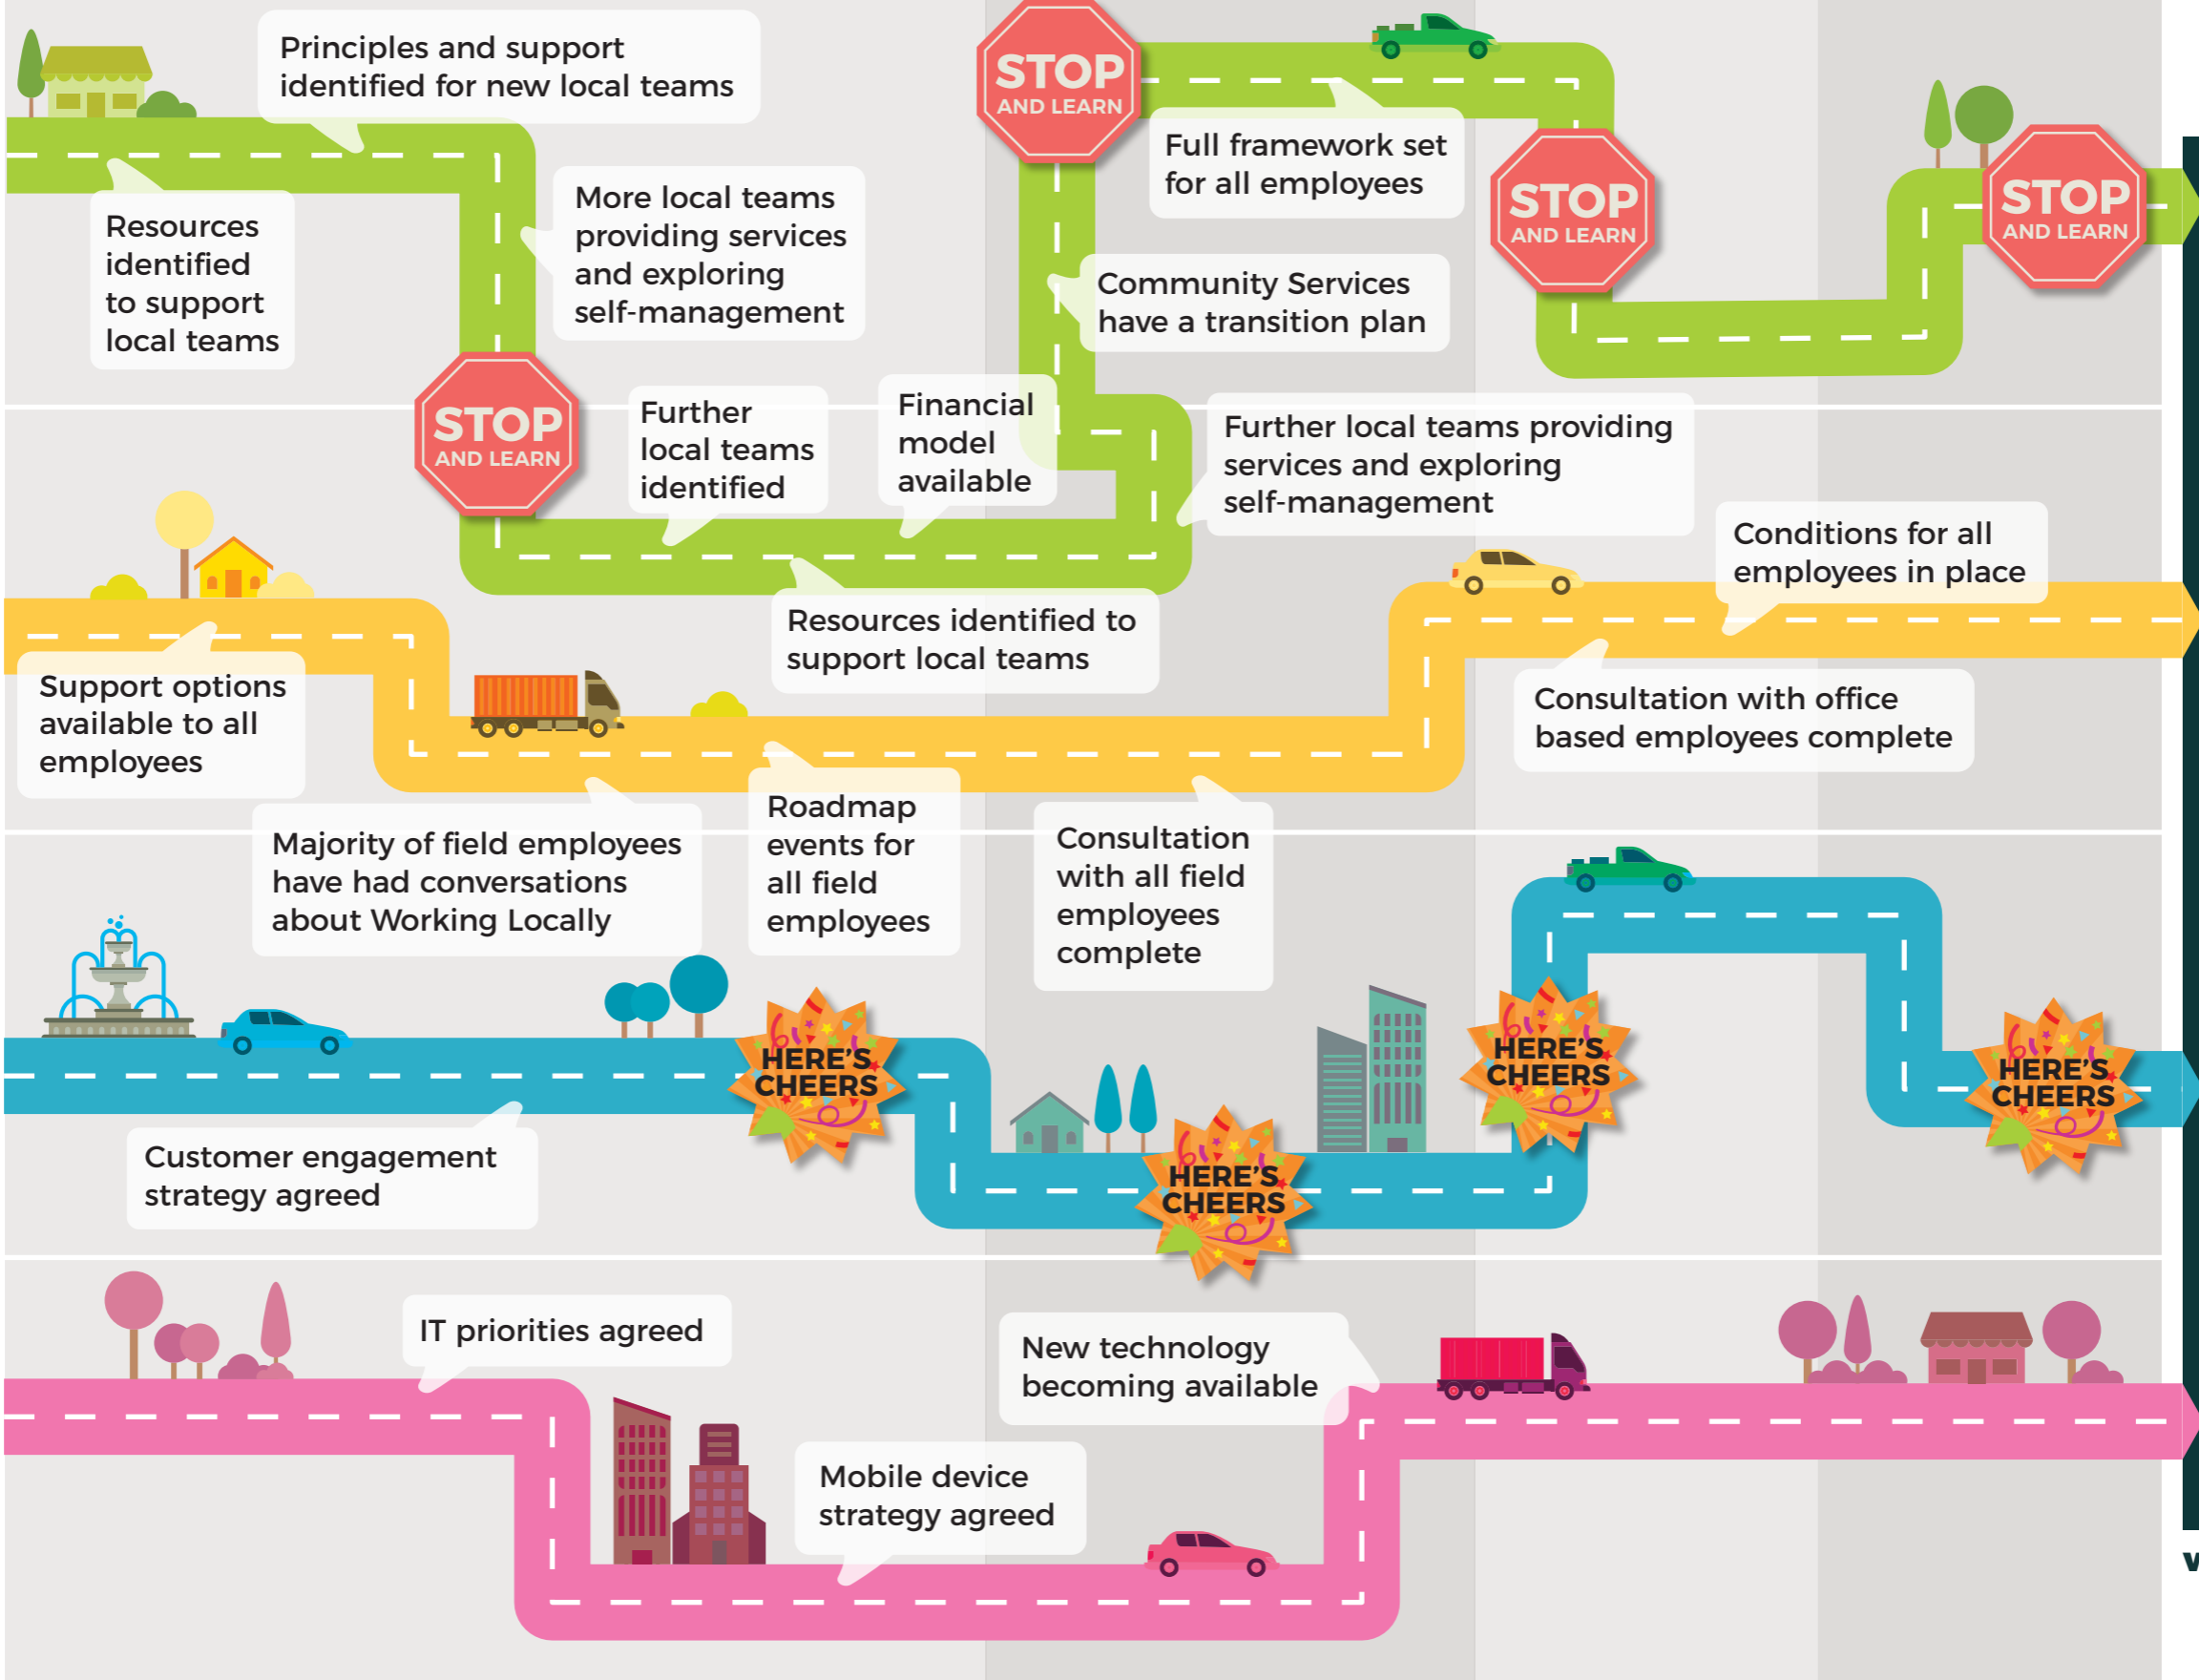 Principles and support
identified for new local teams
Resources
identified
to support
local teams
More local teams
providing services
and exploring
self-management
STOP
AND LEARN
Further
local teams
identified
Financial
model
available
Resources identified to
support local teams
Further local teams providing
services and exploring
self-management
Community Services
have a transition plan
STOP
AND LEARN
Full framework set
for all employees
STOP
AND LEARN
STOP
AND LEARN
Support options
available to all
employees
Majority of field employees
have had conversations
about Working Locally
Roadmap
events for
all field
employees
Consultation
with all field
employees
complete
Consultation with office
based employees complete
Conditions for all
employees in place
Customer engagement
strategy agreed
HERE'S
CHEERS
HERE'S
CHEERS
HERE'S
CHEERS
HERE'S
CHEERS
IT priorities agreed
Mobile device
strategy agreed
New technology
becoming available